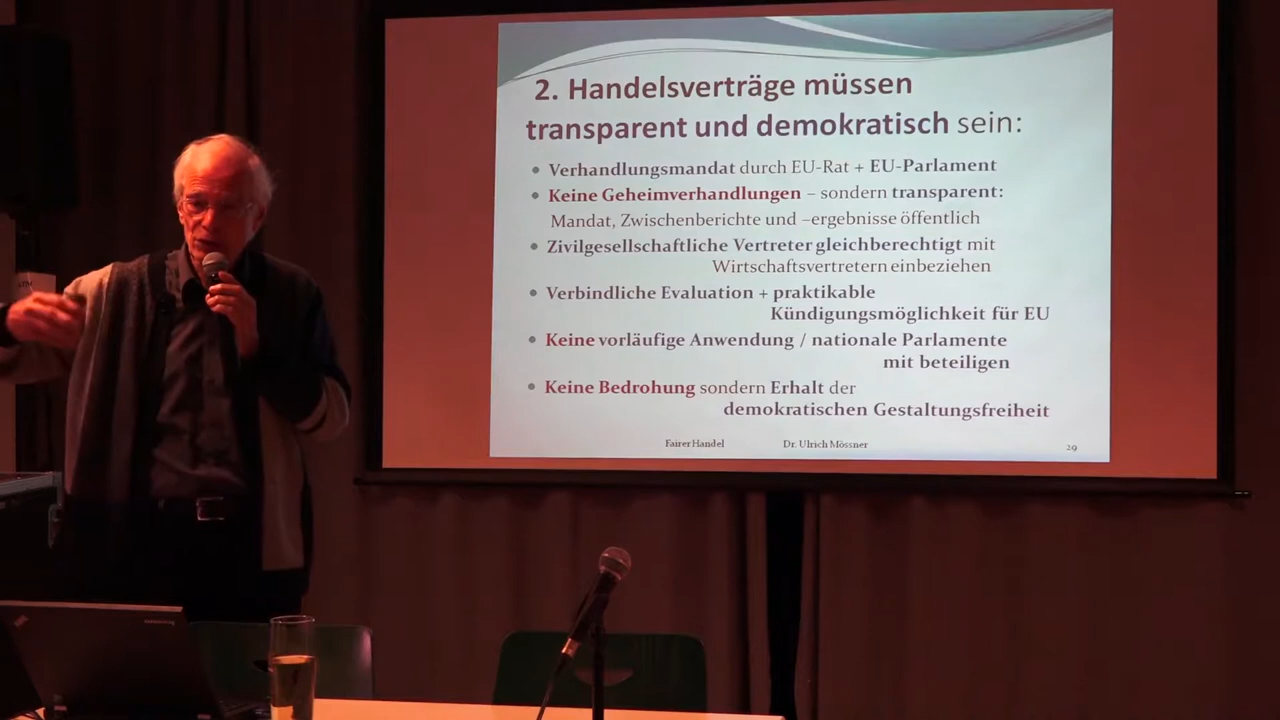 2. Handelsverträge müssen
transparent und demokratisch sein:
• Verhandlungsmandat durch EU-Rat + EU-Parlament
• Keine Geheimverhandlungen – sondern transparent:
Mandat, Zwischenberichte und –ergebnisse öffentlich
• Zivilgesellschaftliche Vertreter gleichberechtigt mit
Wirtschaftsvertretern einbeziehen
• Verbindliche Evaluation + praktikable
Kündigungsmöglichkeit für EU
• Keine vorläufige Anwendung / nationale Parlamente
mit beteiligen
• Keine Bedrohung sondern Erhalt der
demokratischen Gestaltungsfreiheit
Fairer Handel Dr. Ulrich Mössner 29